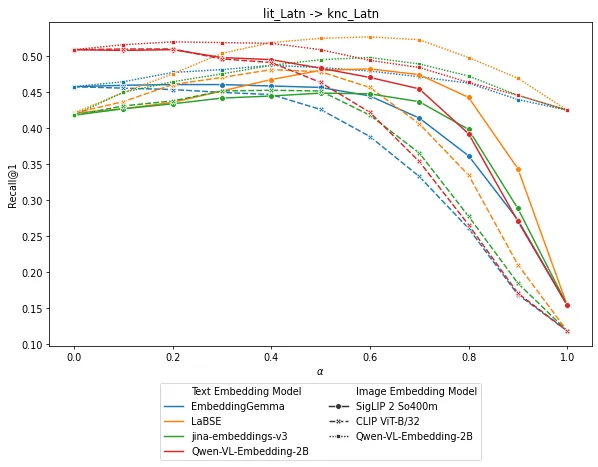 lit_Latn -> knc_Latn
Recall@1
0.50
0.45
0.40
0.35
0.30
0.25
0.20
0.15
0.10
0.0
0.2
0.4
0.6
0.8
1.0
α
Text Embedding Model
EmbeddingGemma
LaBSE
jina-embeddings-v3
Qwen-VL-Embedding-2B
Image Embedding Model
SigLIP 2 So400m
CLIP ViT-B/32
Qwen-VL-Embedding-2B